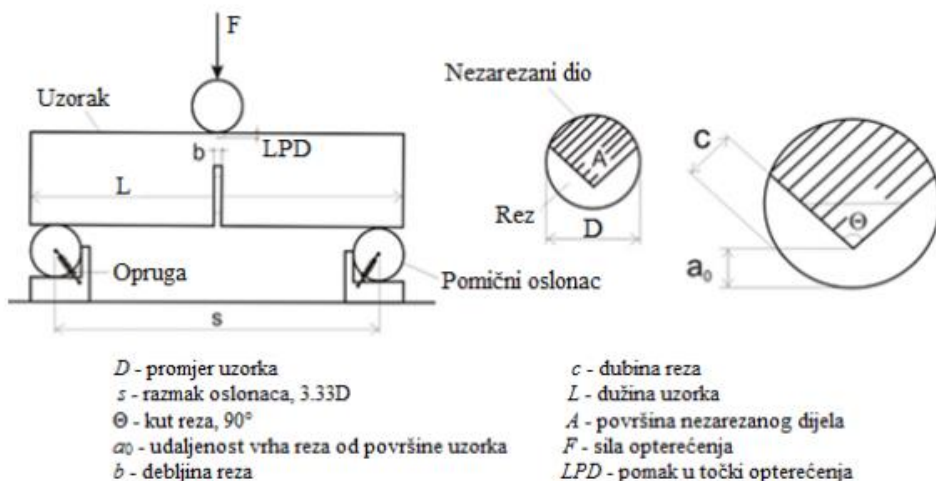 F
Uzorak
LPD
b
L
Opruga
Pomični oslonac
s
Nezarezani dio
A
Rez
D
c
Θ
a₀
D - promjer uzorka
s - razmak oslonaca, 3.33D
Θ - kut reza, 90°
a₀ - udaljenost vrha reza od površine uzorka
b - debljina reza
c - dubina reza
L - dužina uzorka
A - površina nezarezanog dijela
F - sila opterećenja
LPD - pomak u točki opterećenja